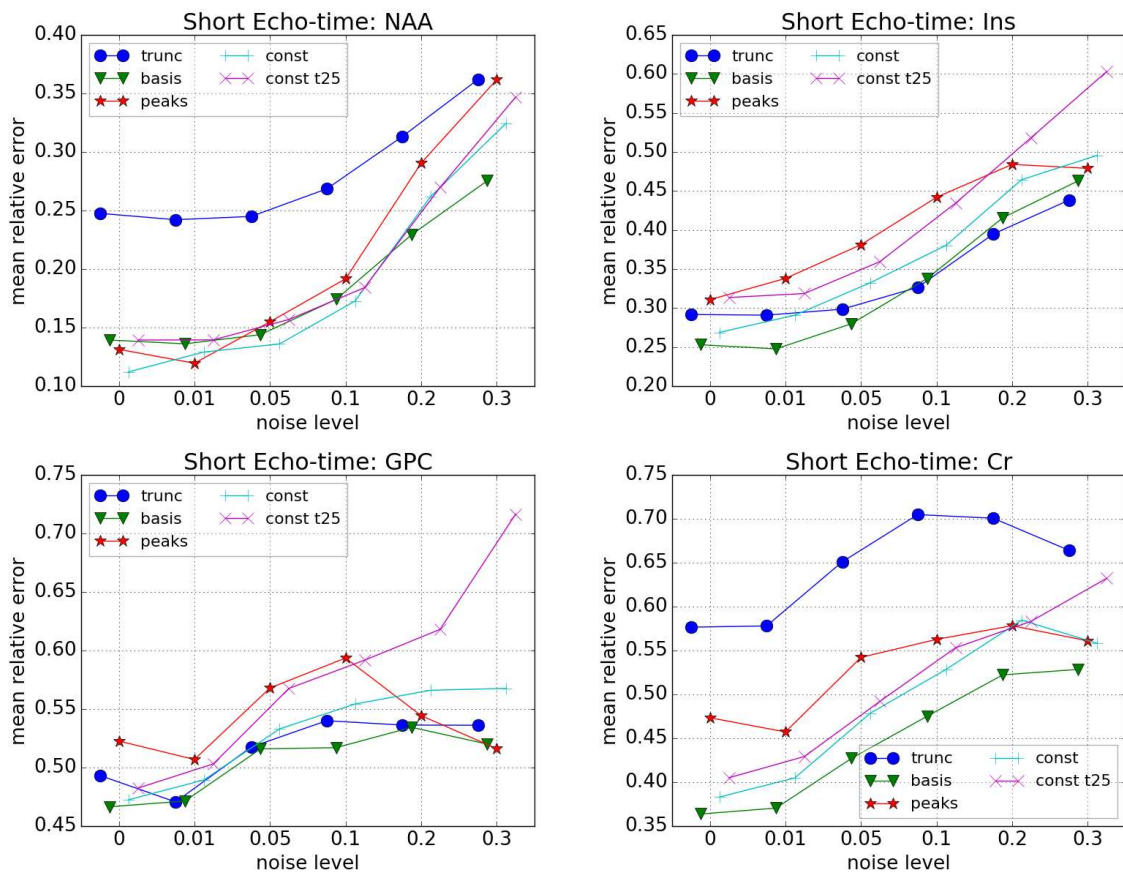 Short Echo-time: NAA
mean relative error
0.40
0.35
0.30
0.25
0.20
0.15
0.10
trunc
basis
peaks
const
const t25
0 0.01 0.05 0.1 0.2 0.3
noise level
Short Echo-time: Ins
mean relative error
0.65
0.60
0.55
0.50
0.45
0.40
0.35
0.30
0.25
0.20
trunc
basis
peaks
const
const t25
0 0.01 0.05 0.1 0.2 0.3
noise level
Short Echo-time: GPC
mean relative error
0.75
0.70
0.65
0.60
0.55
0.50
0.45
trunc
basis
peaks
const
const t25
0 0.01 0.05 0.1 0.2 0.3
noise level
Short Echo-time: Cr
mean relative error
0.75
0.70
0.65
0.60
0.55
0.50
0.45
0.40
0.35
trunc
basis
peaks
const
const t25
0 0.01 0.05 0.1 0.2 0.3
noise level